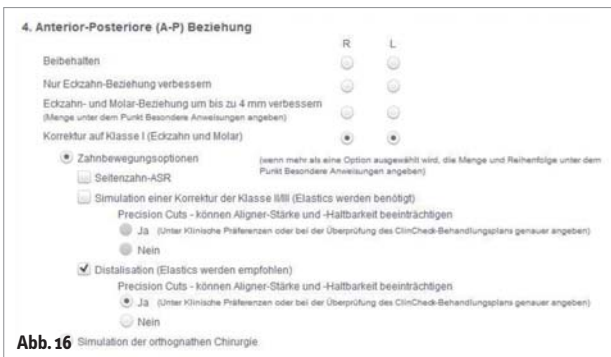 4. Anterior-Posteriore (A-P) Beziehung
R L
Beibehalten
Nur Eckzahn-Beziehung verbessern
Eckzahn- und Molar-Beziehung um bis zu 4 mm verbessern
(Menge unter dem Punkt Besondere Anweisungen angeben)
Korrektur auf Klasse I (Eckzahn und Molar)
Zahnbewegungsoptionen (wenn mehr als eine Option ausgewählt wird, die Menge und Reihenfolge unter dem
Punkt Besondere Anweisungen angeben)
Seitenzahn-ASR
Simulation einer Korrektur der Klasse II/III (Elastics werden benötigt)
Precision Cuts - können Aligner-Stärke und -Haltbarkeit beeinträchtigen
Ja (Unter Klinische Präferenzen oder bei der Überprüfung des ClinCheck-Behandlungsplans genauer angeben)
Nein
Distalisation (Elastics werden empfohlen)
Precision Cuts - können Aligner-Stärke und -Haltbarkeit beeinträchtigen
Ja (Unter Klinische Präferenzen oder bei der Überprüfung des ClinCheck-Behandlungsplans genauer angeben)
Nein
Abb. 16 Simulation der orthognathen Chirurgie